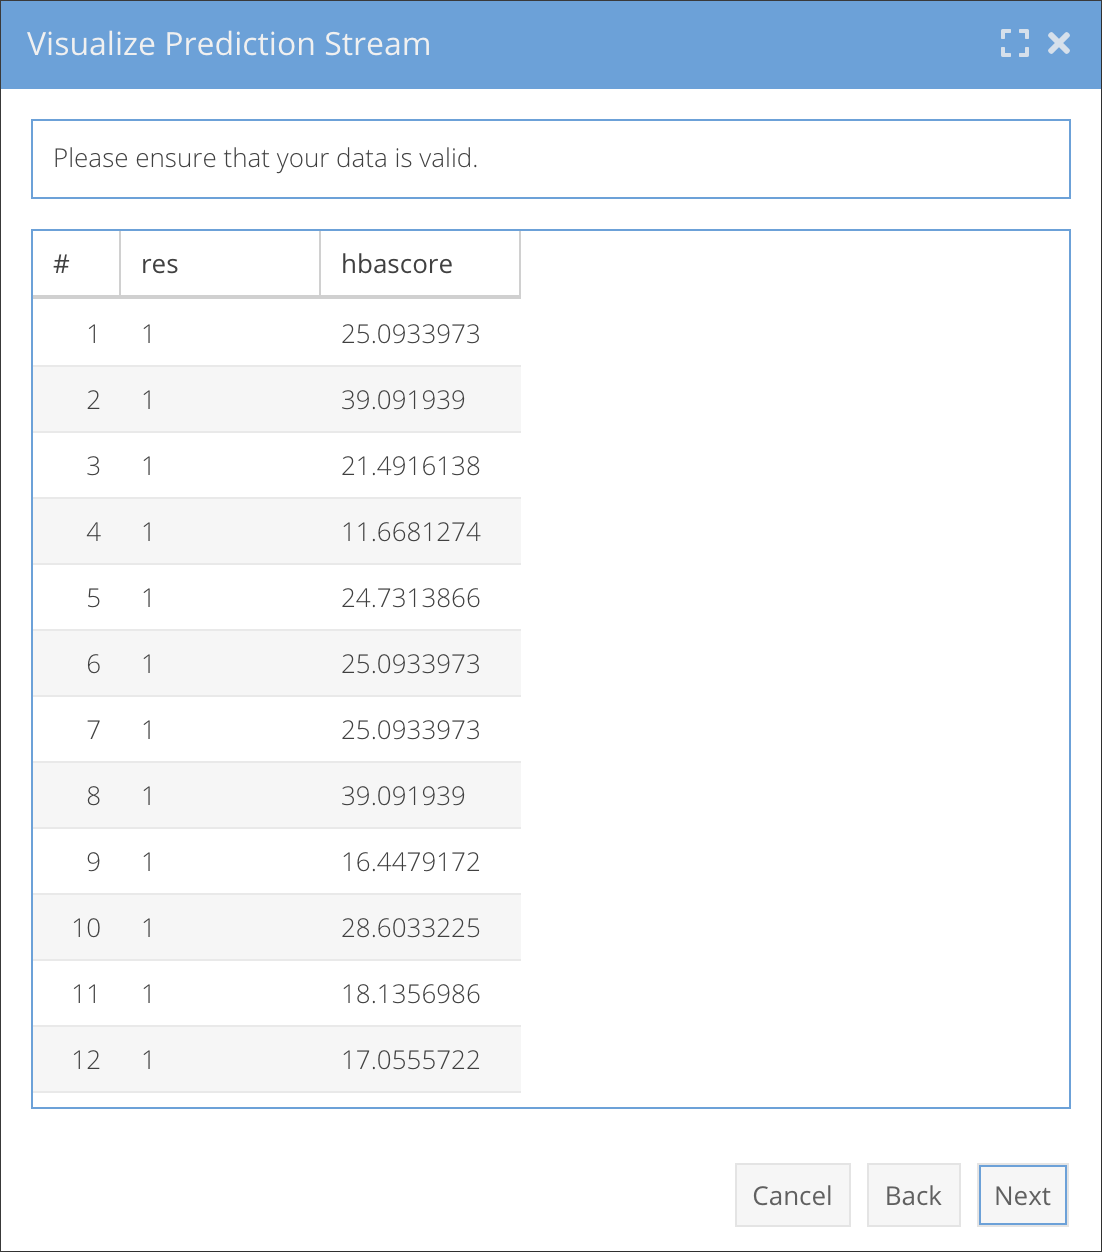 Visualize Prediction Stream
Please ensure that your data is valid.
# res hbascore
1 1 25.0933973
2 1 39.091939
3 1 21.4916138
4 1 11.6681274
5 1 24.7313866
6 1 25.0933973
7 1 25.0933973
8 1 39.091939
9 1 16.4479172
10 1 28.6033225
11 1 18.1356986
12 1 17.0555722
Cancel Back Next